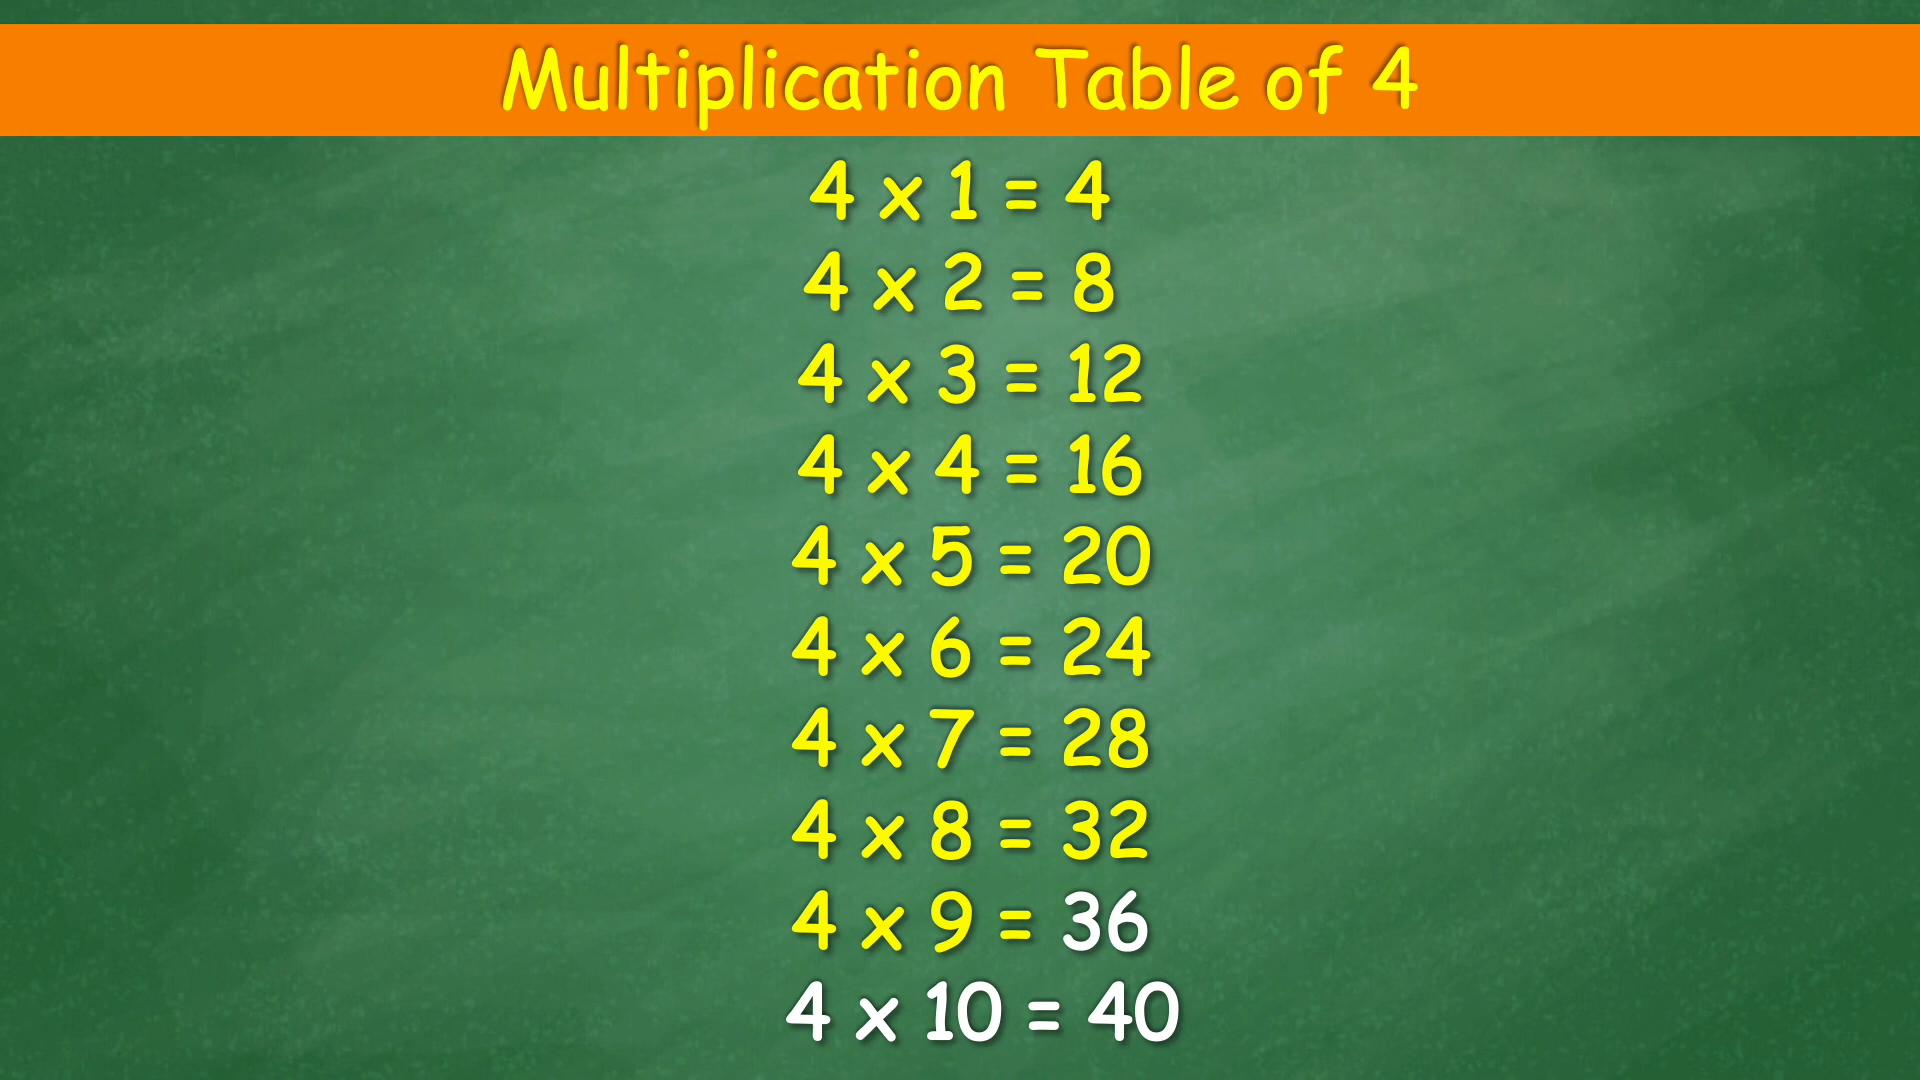 Multiplication Table of 4
4 x 1 = 4
4 x 2 = 8
4 x 3 = 12
4 x 4 = 16
4 x 5 = 20
4 x 6 = 24
4 x 7 = 28
4 x 8 = 32
4 x 9 = 36
4 x 10 = 40